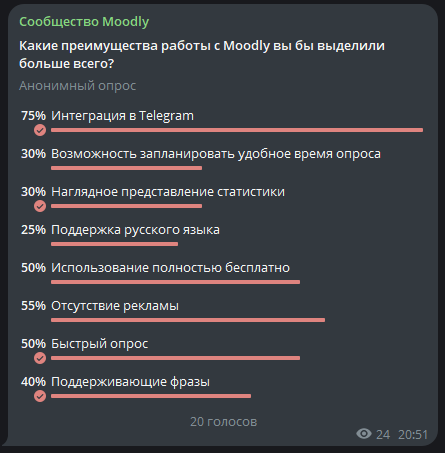 Сообщество Moodly
Какие преимущества работы с Moodly вы бы выделили
больше всего?
Анонимный опрос
75% Интеграция в Telegram
30% Возможность запланировать удобное время опроса
30% Наглядное представление статистики
25% Поддержка русского языка
50% Использование полностью бесплатно
55% Отсутствие рекламы
50% Быстрый опрос
40% Поддерживающие фразы
20 голосов
24 20:51